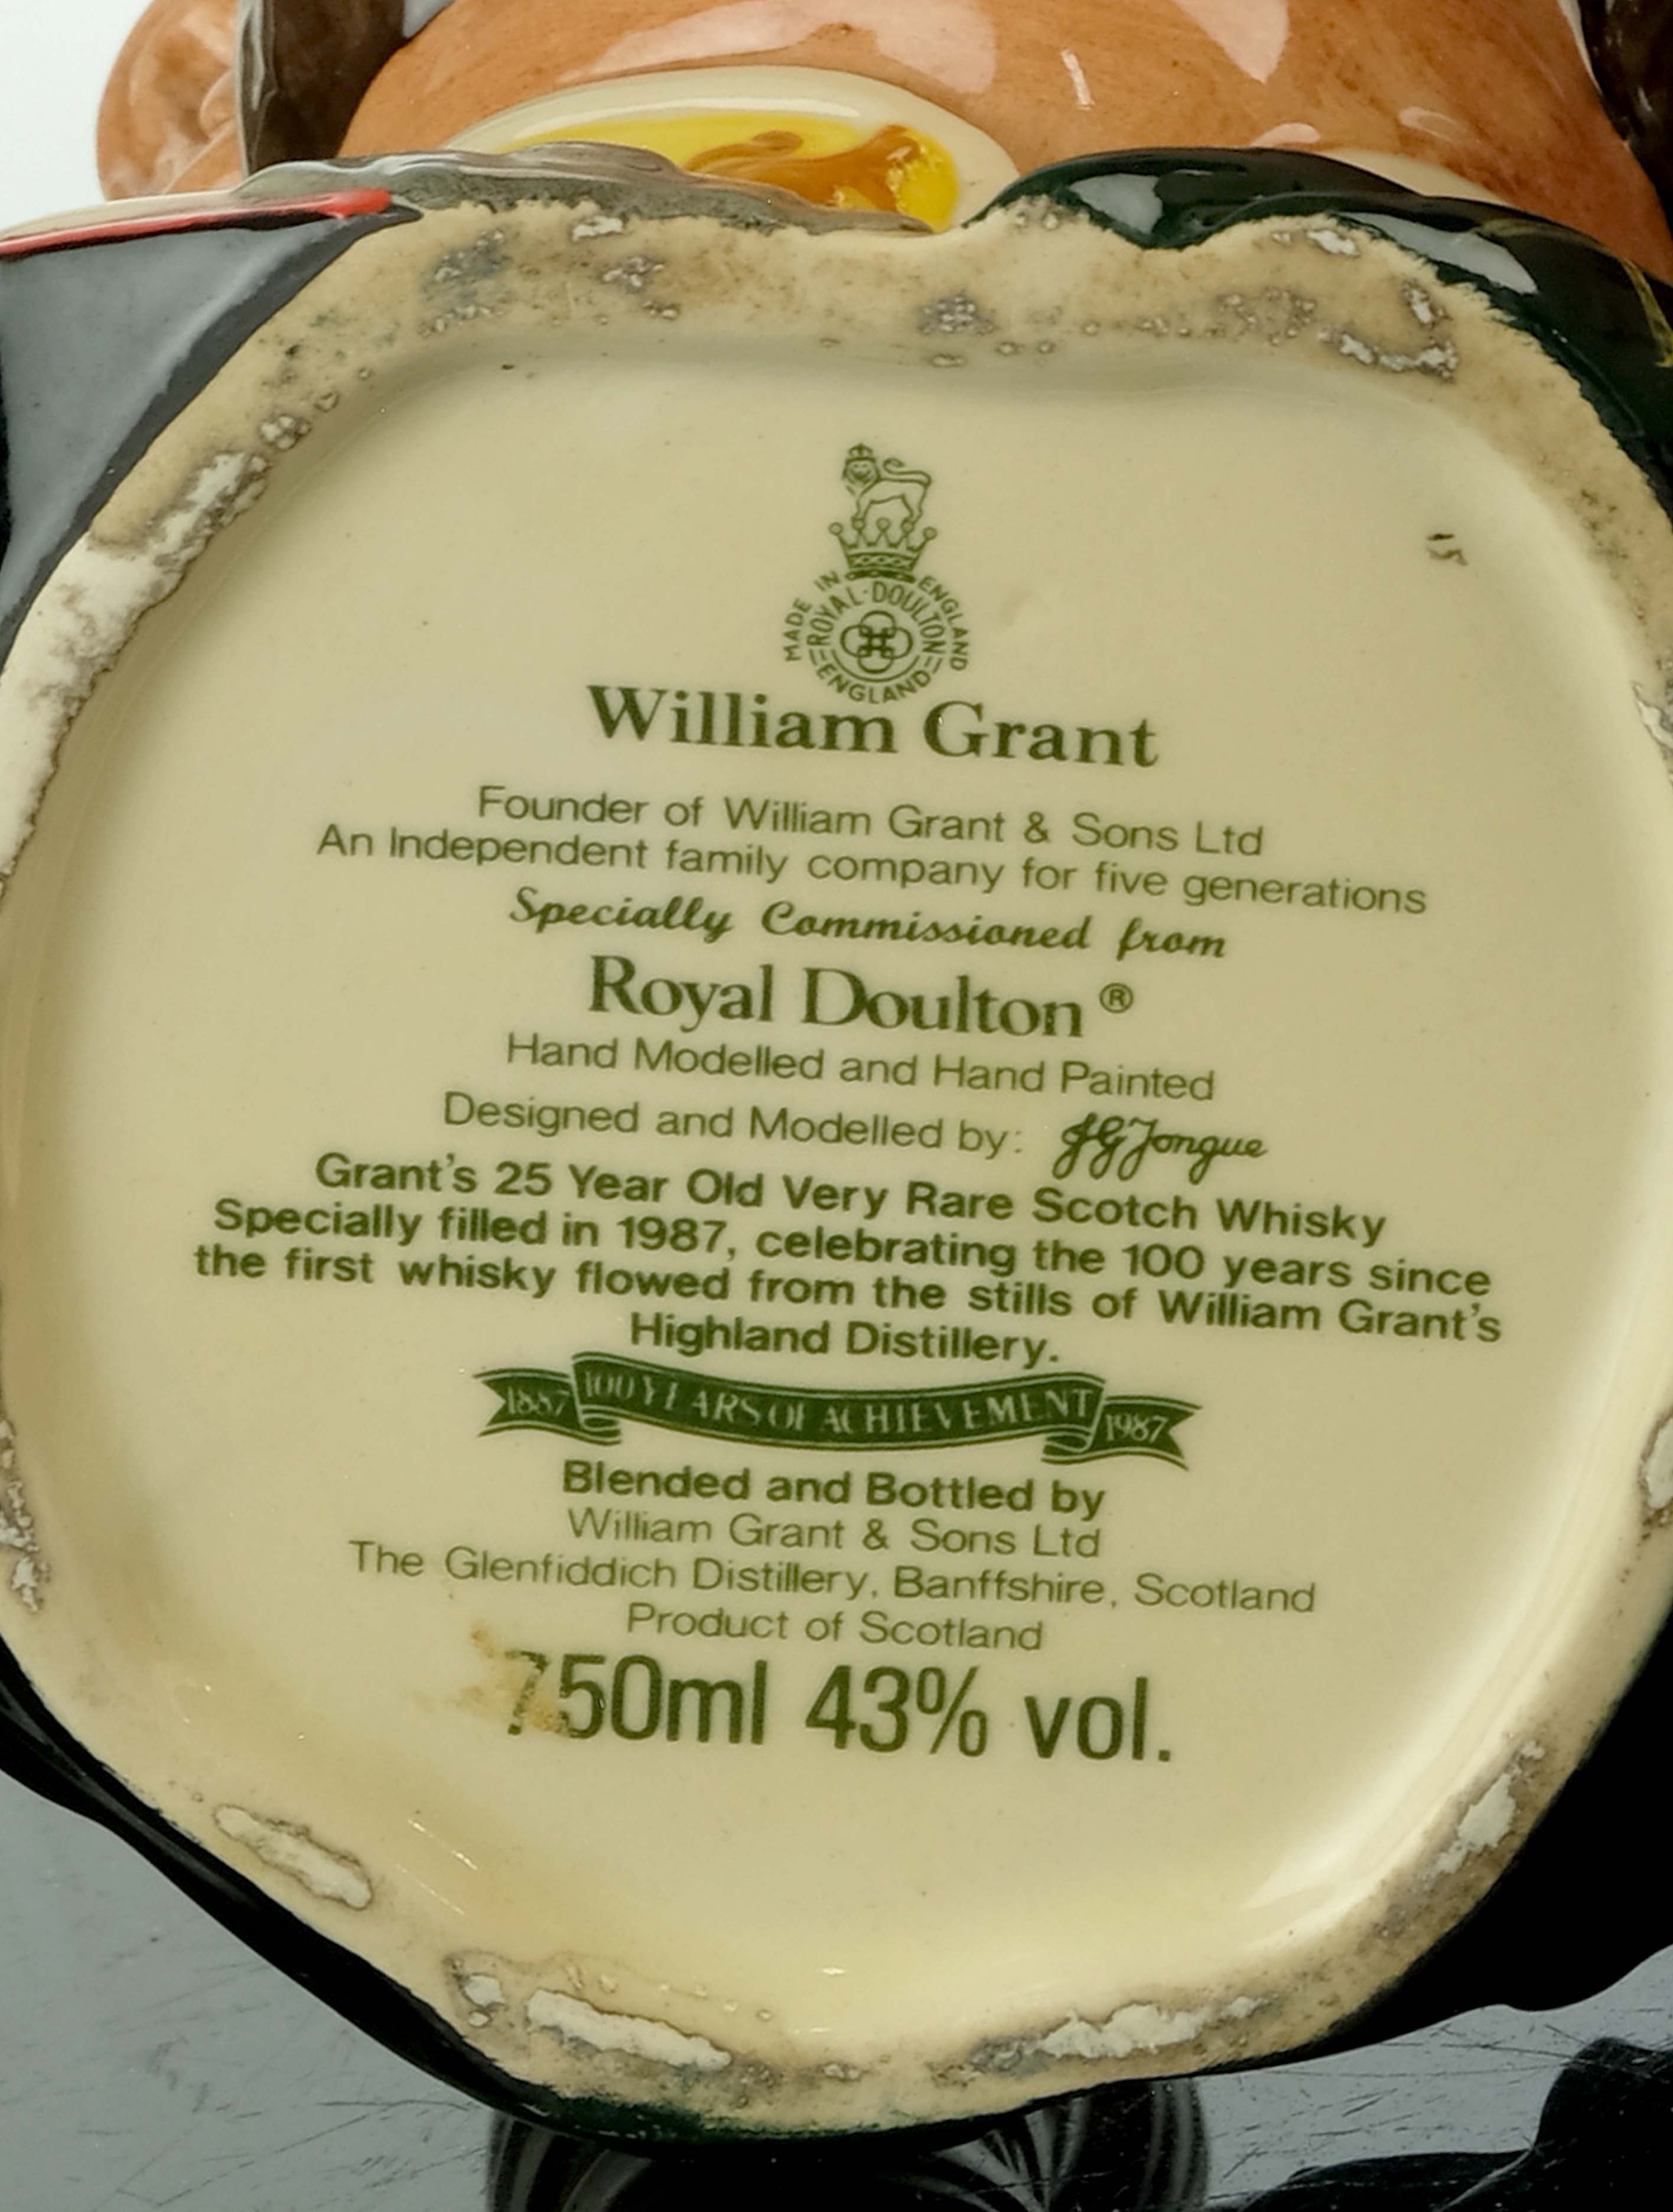 MADE IN ENGLAND
ROYAL·DOULTON
ENGLAND
William Grant
Founder of William Grant & Sons Ltd
An Independent family company for five generations
Specially Commissioned from
Royal Doulton ®
Hand Modelled and Hand Painted
Designed and Modelled by: JGJongue
Grant's 25 Year Old Very Rare Scotch Whisky
Specially filled in 1987, celebrating the 100 years since
the first whisky flowed from the stills of William Grant's
Highland Distillery.
1887 100 YEARS OF ACHIEVEMENT 1987
Blended and Bottled by
William Grant & Sons Ltd
The Glenfiddich Distillery, Banffshire, Scotland
Product of Scotland
750ml 43% vol.